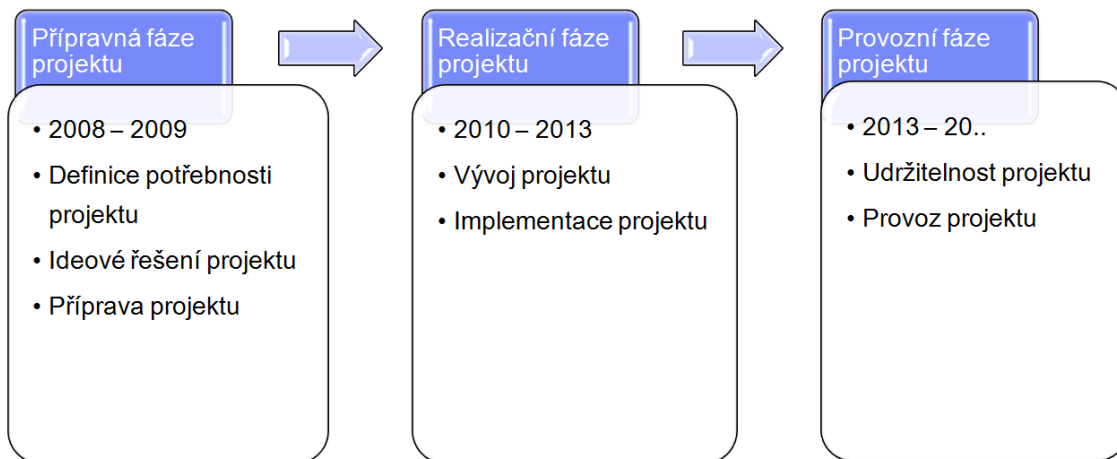 Přípravná fáze
projektu
• 2008 – 2009
• Definice potřebnosti
projektu
• Ideové řešení projektu
• Příprava projektu
Realizační fáze
projektu
• 2010 – 2013
• Vývoj projektu
• Implementace projektu
Provozní fáze
projektu
• 2013 – 20..
• Udržitelnost projektu
• Provoz projektu